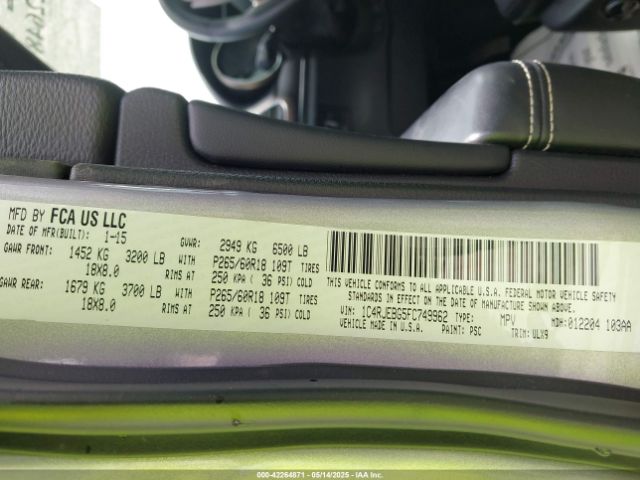 MFD BY FCA US LLC
DATE OF MFR(BUILT): 1-15 GVWR: 2949 KG 6500 LB
GAWR FRONT: 1452 KG 3200 LB WITH P265/60R18 109T TIRES
18X8.0 RIMS AT 250 KPA ( 36 PSI) COLD
GAWR REAR: 1679 KG 3700 LB WITH P265/60R18 109T TIRES
18X8.0 RIMS AT 250 KPA ( 36 PSI) COLD
THIS VEHICLE CONFORMS TO ALL APPLICABLE U.S.A. FEDERAL MOTOR VEHICLE SAFETY
STANDARDS IN EFFECT ON THE DATE OF MANUFACTURE SHOWN ABOVE.
VIN: 1C4RJEBG5FC749962 TYPE: MPV MDH: 012204 103AA
VEHICLE MADE IN U.S.A. PAINT: PSC TRIM: ULX9
000-42264871 - 05/14/2025 - IAAI.COM